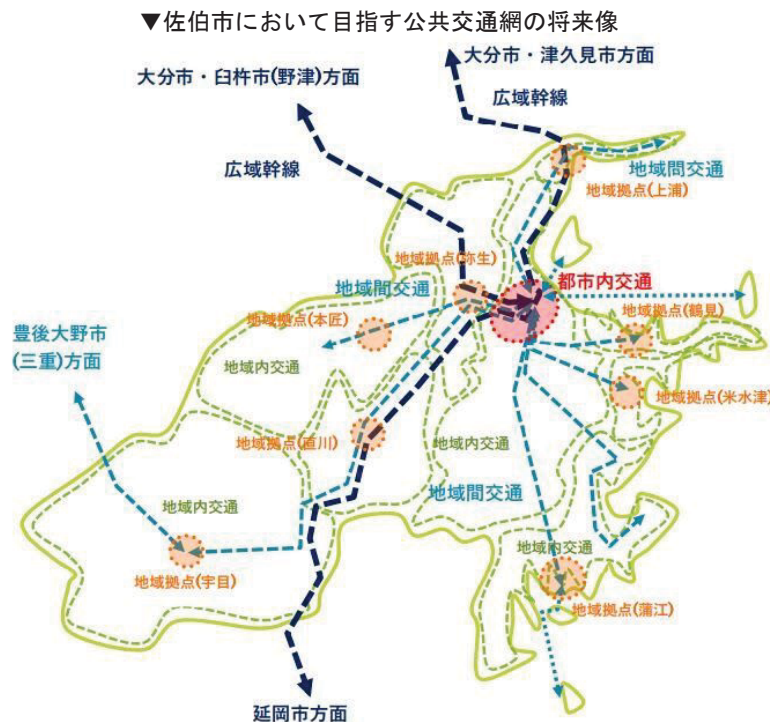 ▼佐伯市において目指す公共交通網の将来像
大分市・津久見市方面
大分市・臼杵市(野津)方面
広域幹線
広域幹線
地域間交通
地域拠点(上浦)
地域拠点(弥生)
都市内交通
地域間交通
地域拠点(鶴見)
地域拠点(本匠)
豊後大野市
(三重)方面
地域内交通
地域拠点(米水津)
地域拠点(直川)
地域内交通
地域間交通
地域内交通
地域内交通
地域拠点(宇目)
地域拠点(蒲江)
延岡市方面